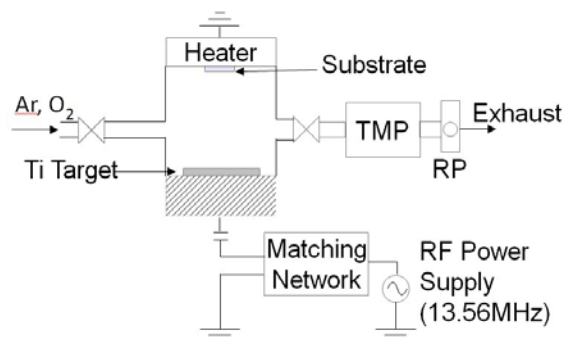 Heater
Substrate
Ar, O2
TMP
Exhaust
RP
Ti Target
Matching
Network
RF Power
Supply
(13.56MHz)